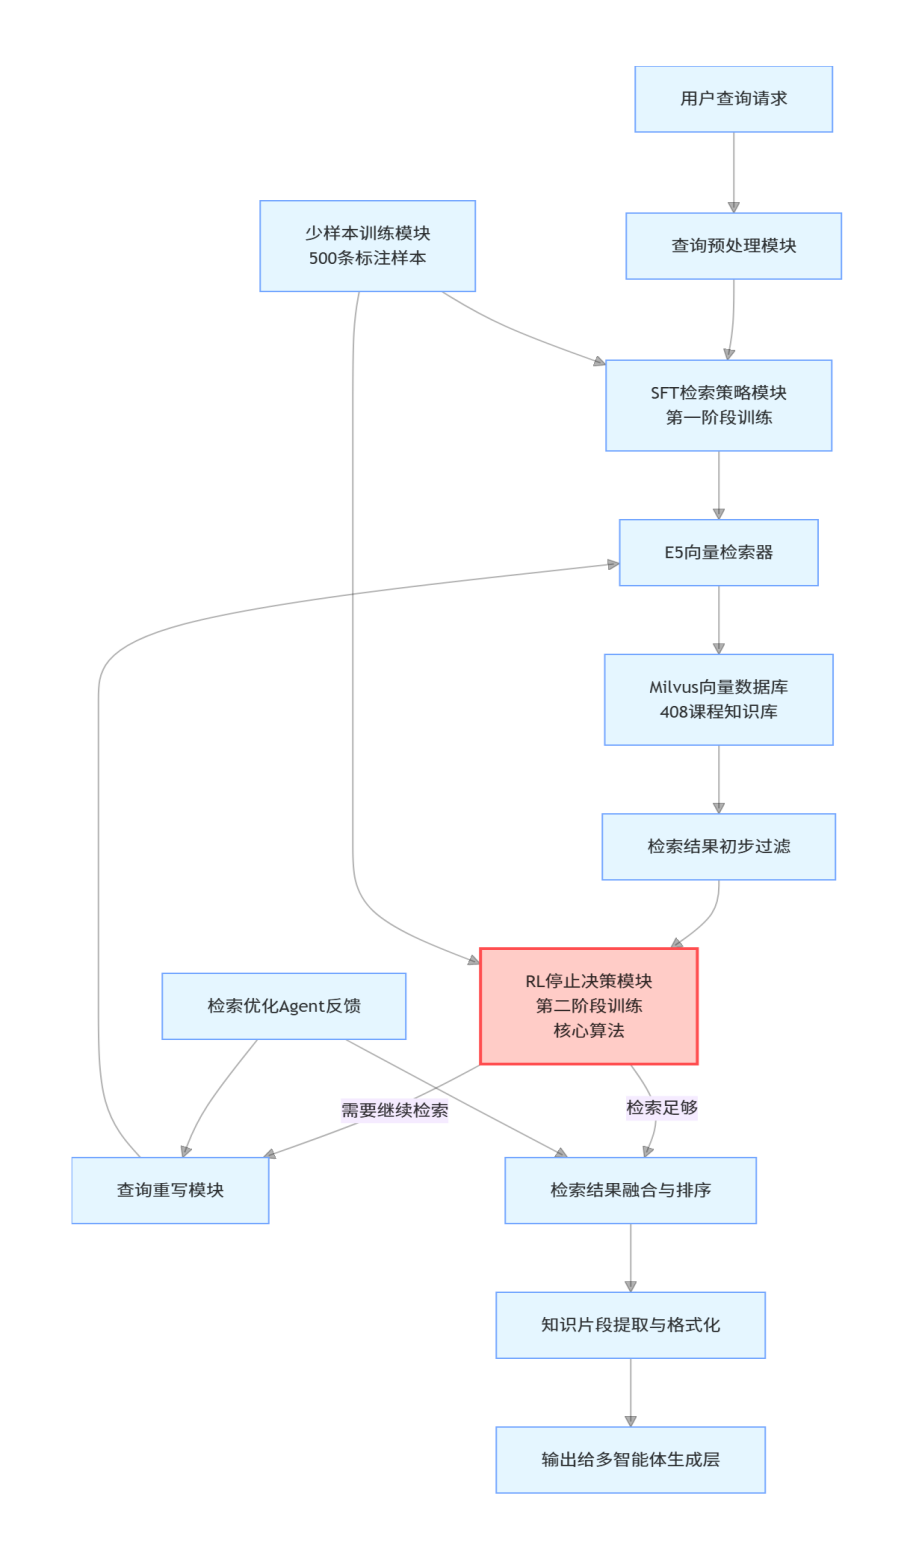 用户查询请求
少样本训练模块
500条标注样本
查询预处理模块
SFT检索策略模块
第一阶段训练
E5向量检索器
Milvus向量数据库
408课程知识库
检索结果初步过滤
RL停止决策模块
第二阶段训练
核心算法
检索优化Agent反馈
需要继续检索
检索足够
查询重写模块
检索结果融合与排序
知识片段提取与格式化
输出给多智能体生成层